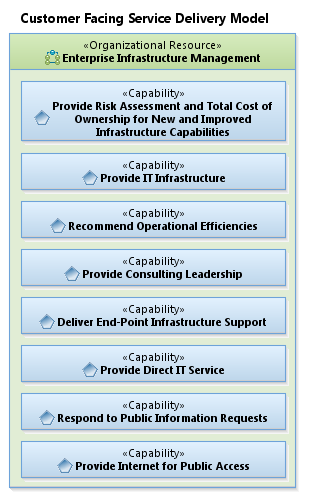 Customer Facing Service Delivery Model
«Organizational Resource»
Enterprise Infrastructure Management
«Capability»
Provide Risk Assessment and Total Cost of
Ownership for New and Improved
Infrastructure Capabilities
«Capability»
Provide IT Infrastructure
«Capability»
Recommend Operational Efficiencies
«Capability»
Provide Consulting Leadership
«Capability»
Deliver End-Point Infrastructure Support
«Capability»
Provide Direct IT Service
«Capability»
Respond to Public Information Requests
«Capability»
Provide Internet for Public Access